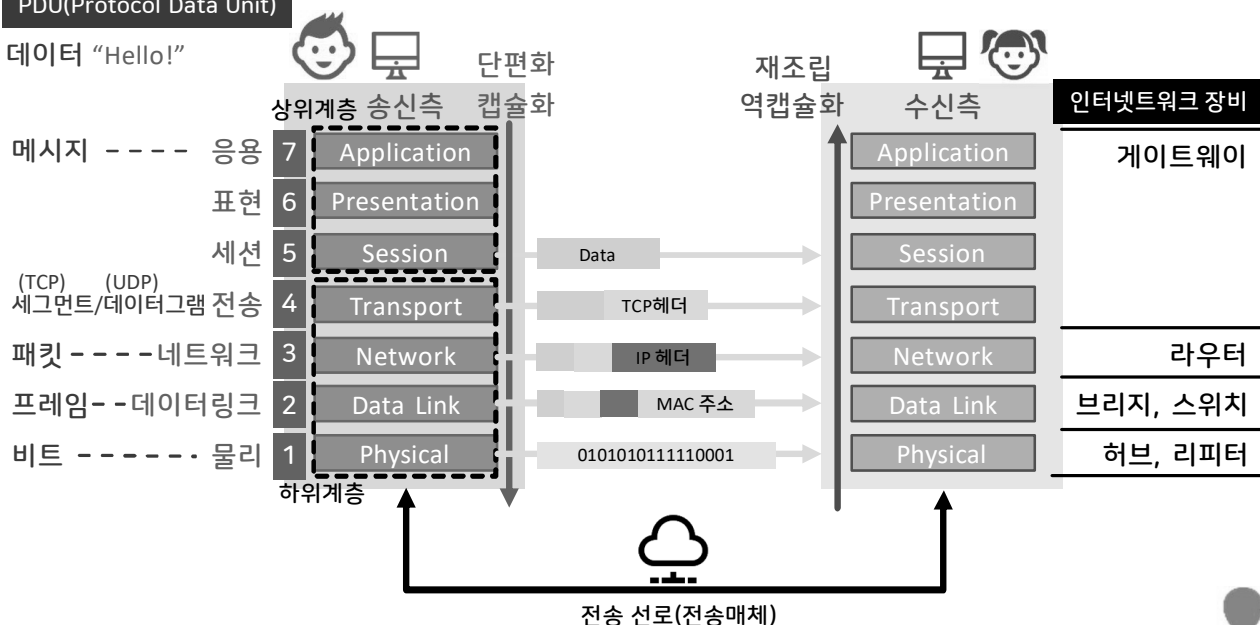 PDU(Protocol Data Unit)
데이터 "Hello!"
단편화
캡슐화
재조립
역캡슐화
상위계층 송신측
수신측
인터넷트워크 장비
메시지 ---- 응용 7 Application
Application
게이트웨이
표현 6 Presentation
Presentation
세션 5 Session
Data
Session
(TCP) (UDP)
세그먼트/데이터그램 전송 4 Transport
TCP헤더
Transport
패킷 ---- 네트워크 3 Network
IP 헤더
Network
라우터
프레임-- 데이터링크 2 Data Link
MAC 주소
Data Link
브리지, 스위치
비트 ------ 물리 1 Physical
0101010111110001
Physical
허브, 리피터
하위계층
전송 선로(전송매체)